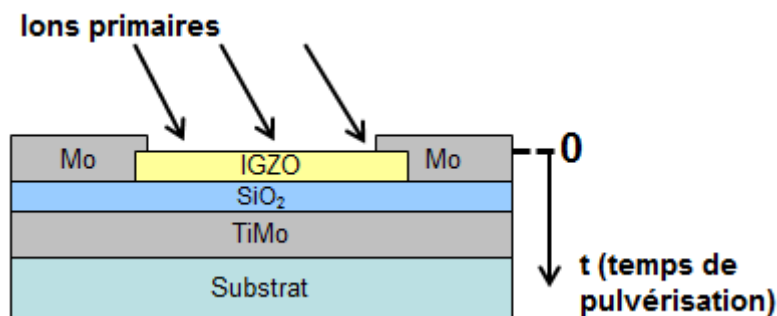 Ions primaires
Mo
IGZO
Mo
0
SiO₂
TiMo
Substrat
t (temps de
pulvérisation)